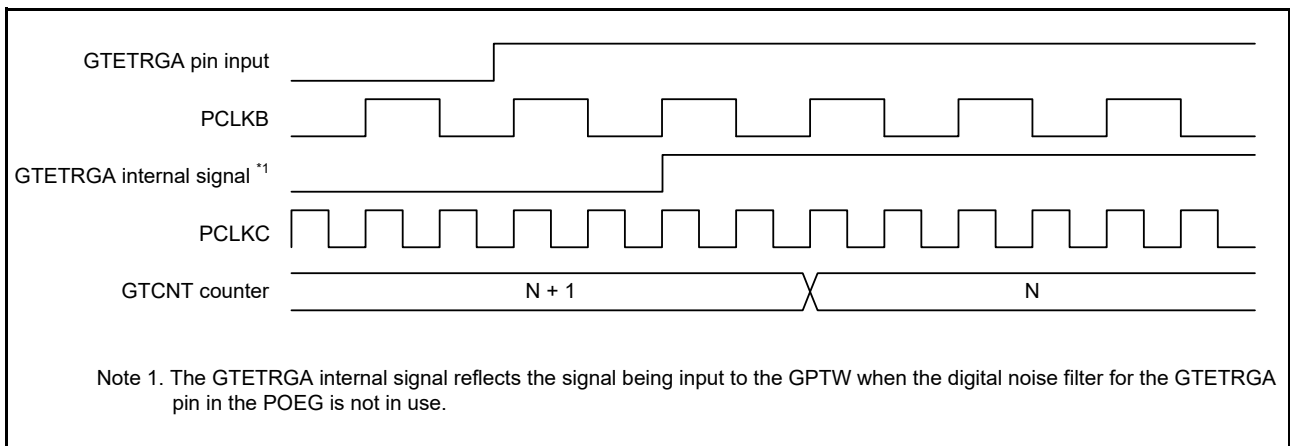 GTETRGA pin input
PCLKB
GTETRGA internal signal *1
PCLKC
GTCNT counter
N + 1
N
Note 1. The GTETRGA internal signal reflects the signal being input to the GPTW when the digital noise filter for the GTETRGA
pin in the POEG is not in use.